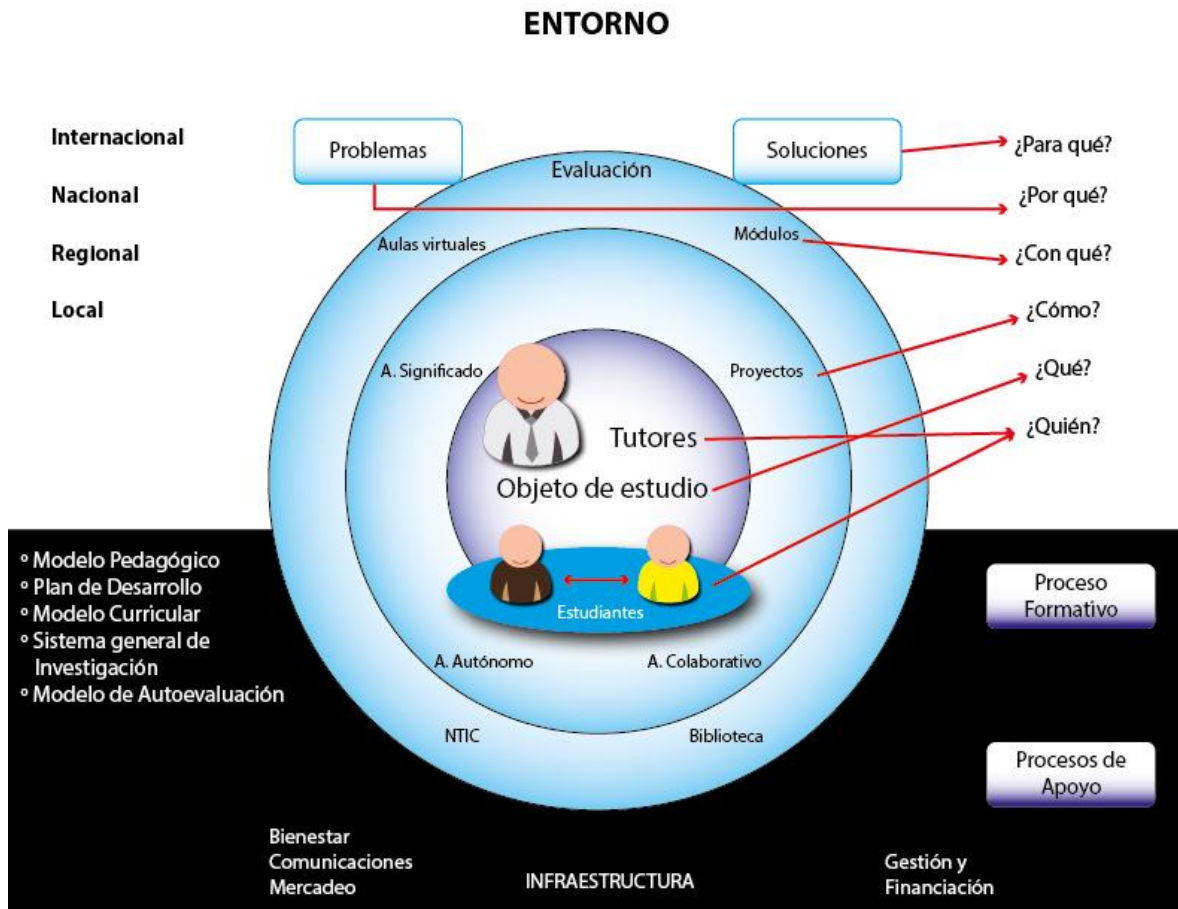 ENTORNO
Internacional
Nacional
Regional
Local
Problemas
Soluciones
Evaluación
Aulas virtuales
Módulos
A. Significado
Proyectos
Tutores
Objeto de estudio
Estudiantes
A. Autónomo
A. Colaborativo
NTIC
Biblioteca
¿Para qué?
¿Por qué?
¿Con qué?
¿Cómo?
¿Qué?
¿Quién?
º Modelo Pedagógico
º Plan de Desarrollo
º Modelo Curricular
º Sistema general de
Investigación
º Modelo de Autoevaluación
Proceso
Formativo
Procesos de
Apoyo
Bienestar
Comunicaciones
Mercadeo
INFRAESTRUCTURA
Gestión y
Financiación